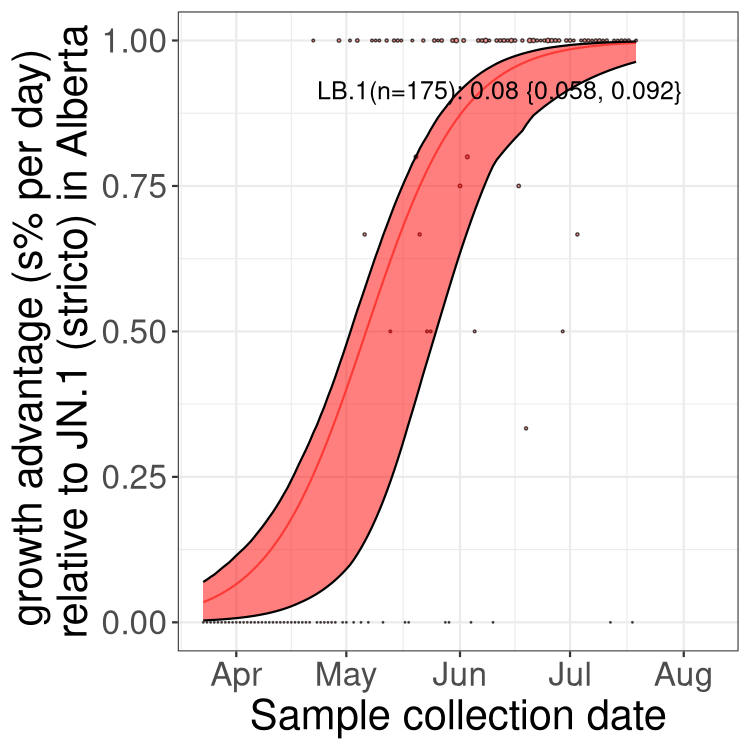 growth advantage (s% per day)
relative to JN.1 (stricto) in Alberta
1.00
0.75
0.50
0.25
0.00
LB.1(n=175): 0.08 {0.058, 0.092}
Apr May Jun Jul Aug
Sample collection date